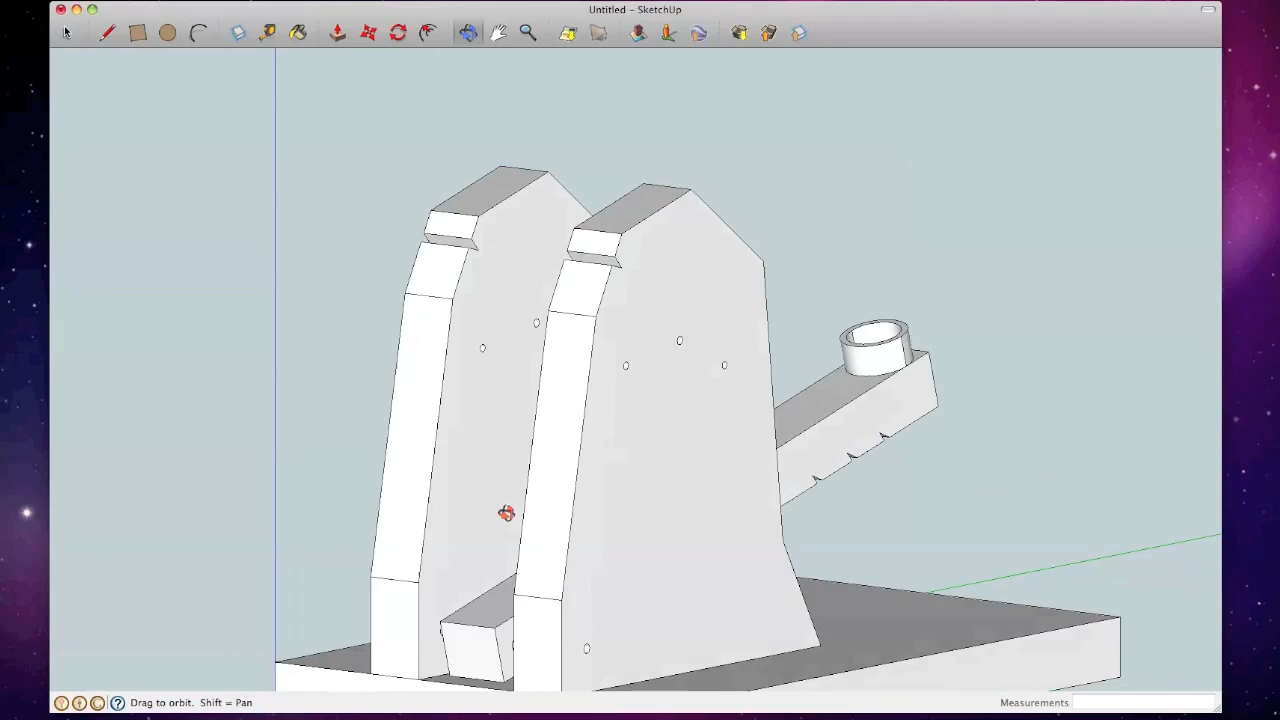 Untitled – SketchUp
Drag to orbit. Shift = Pan
Measurements